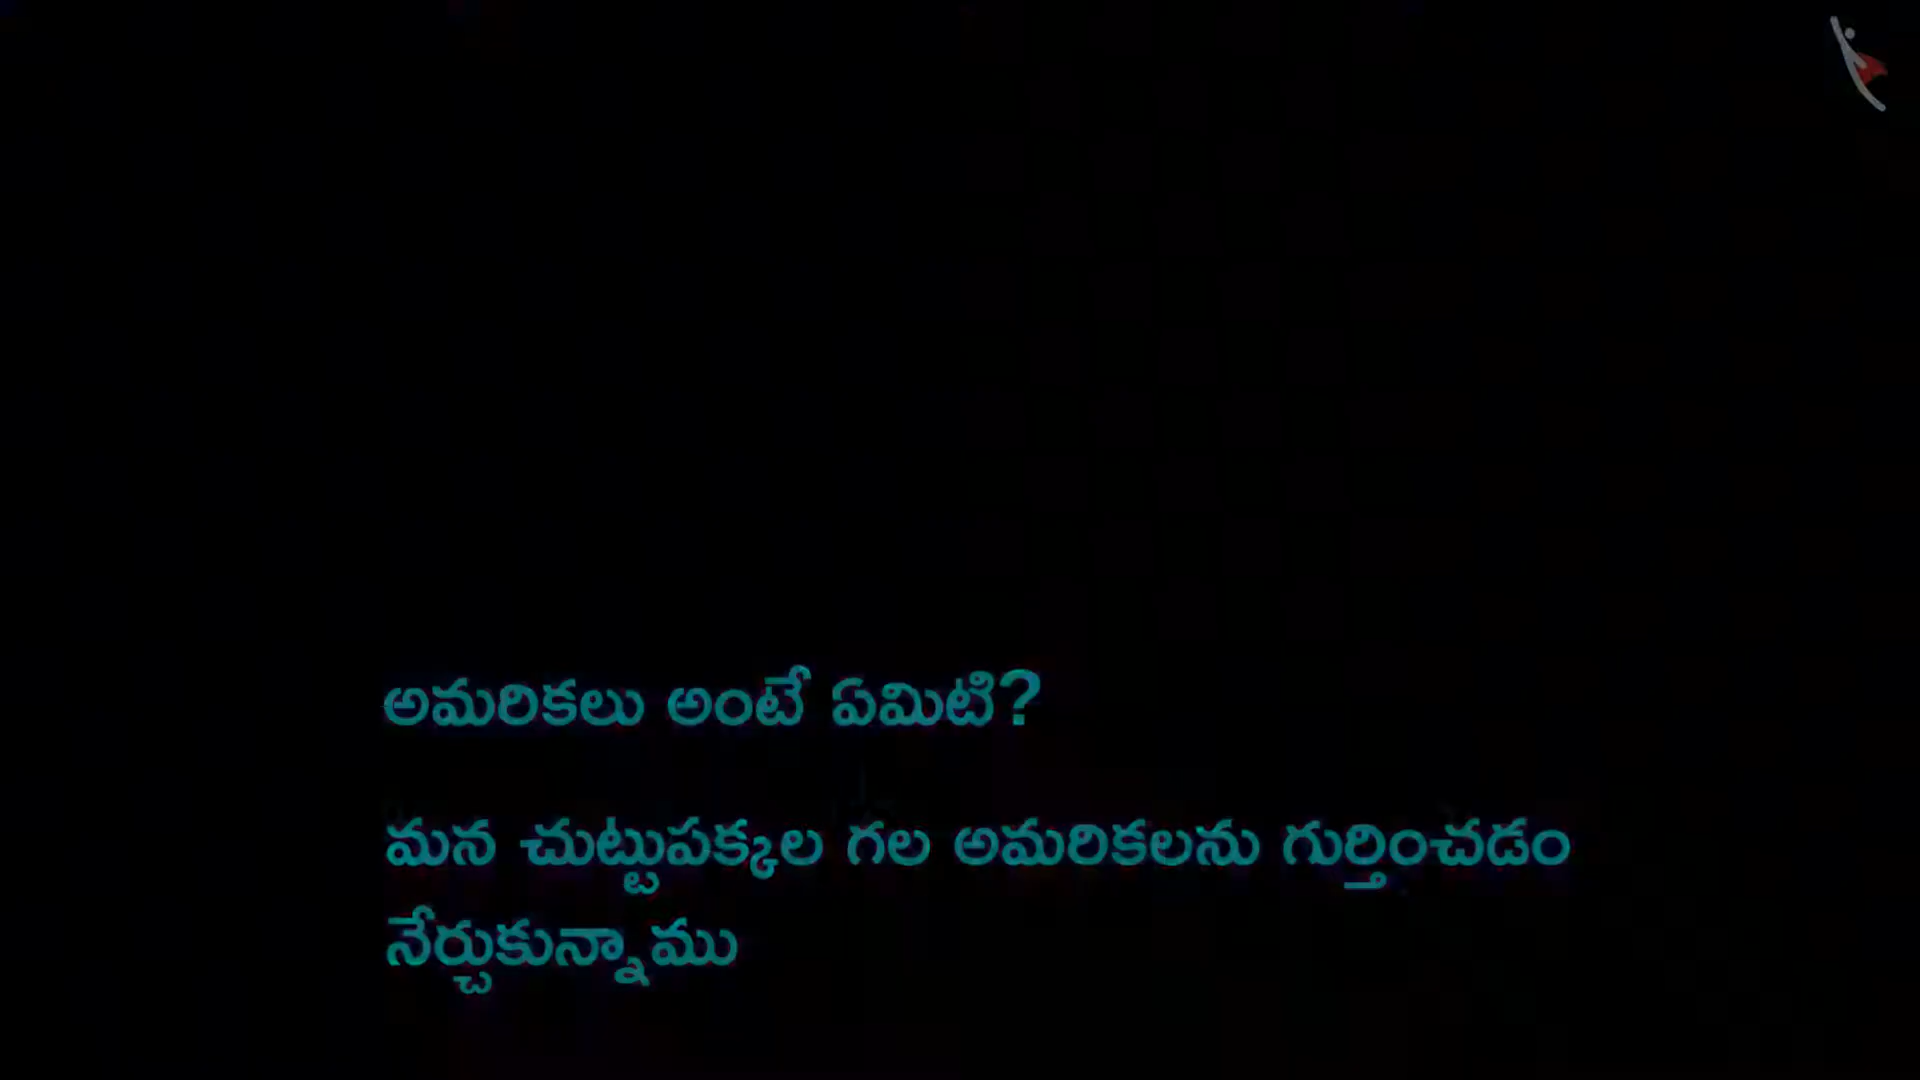 అమరికలు అంటే ఏమిటి?
మన చుట్టుపక్కల గల అమరికలను గుర్తించడం
నేర్చుకున్నాము